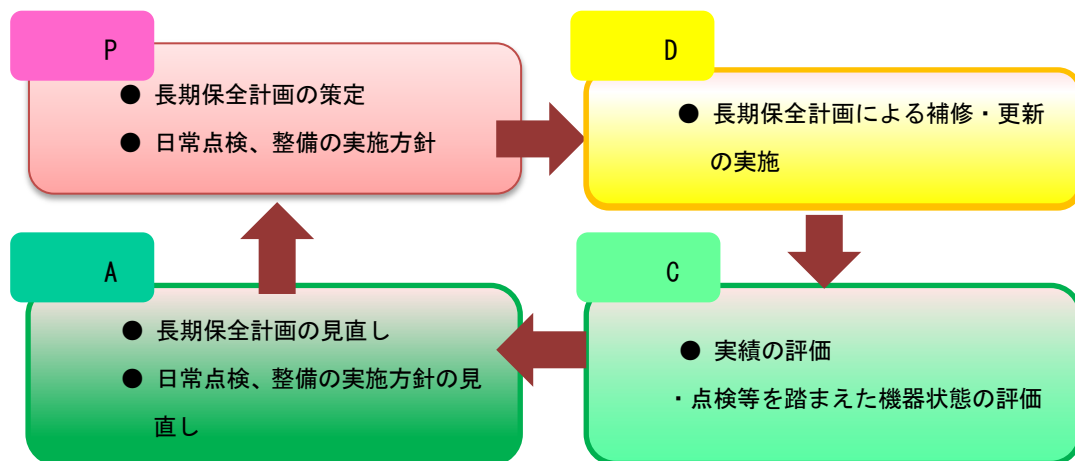 P
● 長期保全計画の策定
● 日常点検、整備の実施方針
D
● 長期保全計画による補修・更新
の実施
A
● 長期保全計画の見直し
● 日常点検、整備の実施方針の見
直し
C
● 実績の評価
・点検等を踏まえた機器状態の評価